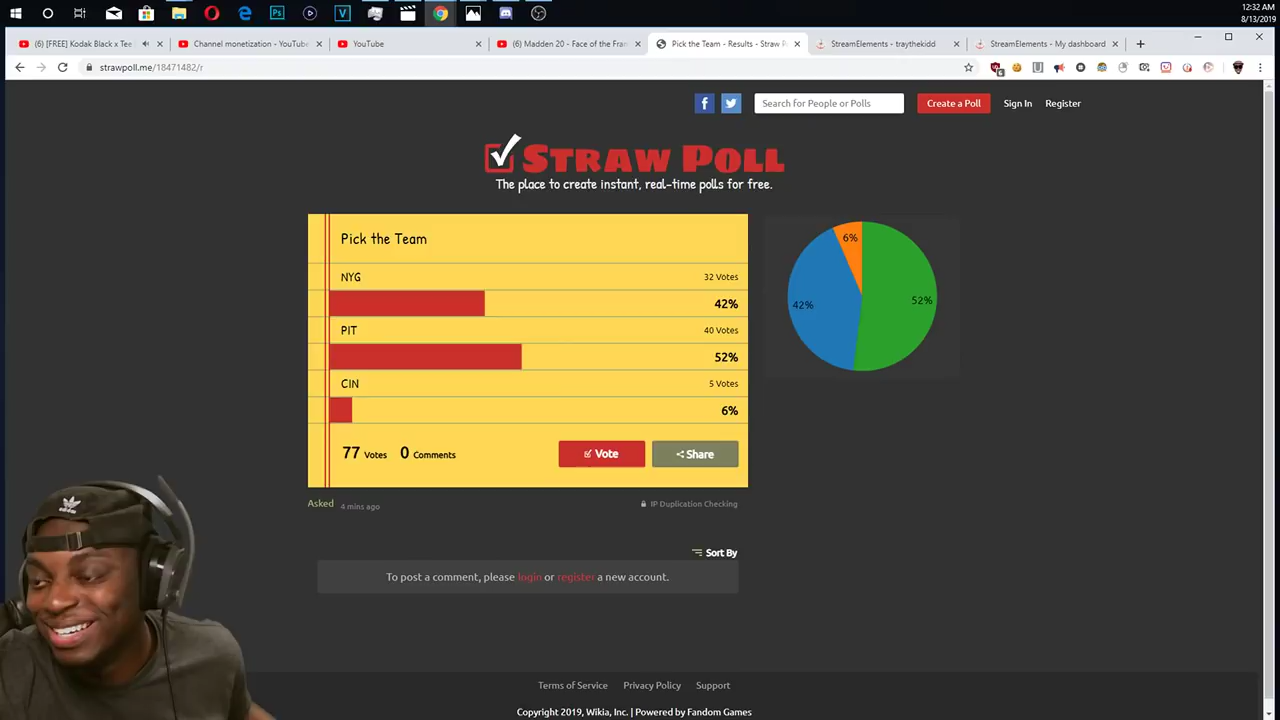 12:32 AM
8/13/2019
(6) [FREE] Kodak Black x Tee
Channel monetization - YouTube
YouTube
(6) Madden 20 - Face of the Fran
Pick the Team - Results - Straw P
StreamElements - traythekidd
StreamElements - My dashboard
strawpoll.me/18471482/r
Search for People or Polls
Create a Poll
Sign In
Register
STRAW POLL
The place to create instant, real-time polls for free.
Pick the Team
NYG 32 Votes
42%
PIT 40 Votes
52%
CIN 5 Votes
6%
77 Votes 0 Comments Vote Share
Asked 4 mins ago IP Duplication Checking
6%
42%
52%
Sort By
To post a comment, please login or register a new account.
Terms of Service Privacy Policy Support
Copyright 2019, Wikia, Inc. | Powered by Fandom Games